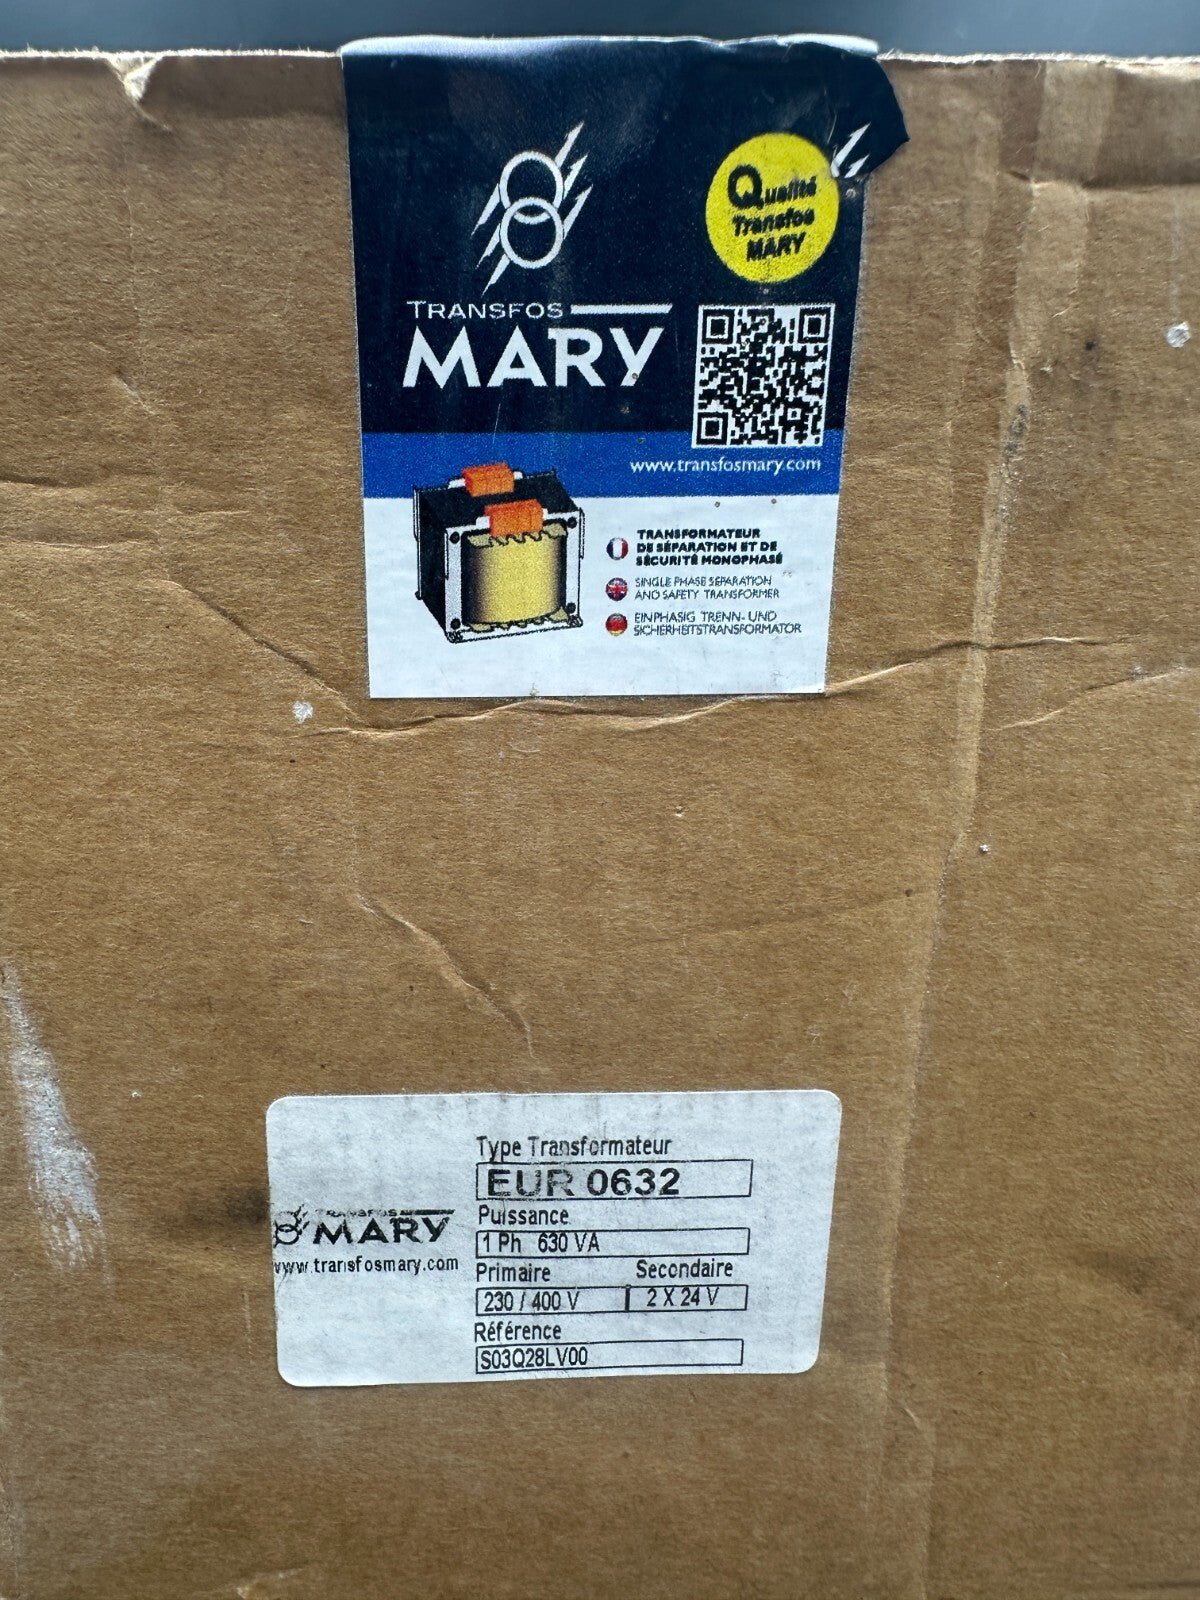 Qualité
Transfos
MARY
TRANSFOS
MARY
www.transfosmary.com
TRANSFORMATEUR
DE SÉPARATION ET DE
SÉCURITÉ MONOPHASÉ
SINGLE PHASE SEPARATION
AND SAFETY TRANSFORMER
EINPHASIG TRENN- UND
SICHERHEITSTRANSFORMATOR
Type Transformateur
EUR 0632
Puissance
1 Ph 630 VA
TRANSFOS
MARY
www.transfosmary.com
Primaire Secondaire
230 / 400 V 2 X 24 V
Référence
S03Q28LV00